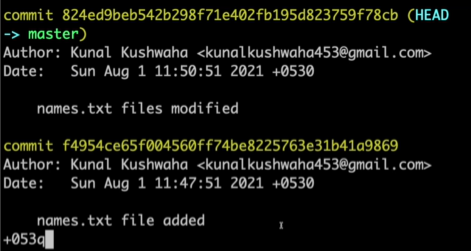 commit 824ed9beb542b298f71e402fb195d823759f78cb (HEAD
-> master)
Author: Kunal Kushwaha <kunalkushwaha453@gmail.com>
Date:   Sun Aug 1 11:50:51 2021 +0530
names.txt files modified
commit f4954ce65f004560ff74be8225763e31b41a9869
Author: Kunal Kushwaha <kunalkushwaha453@gmail.com>
Date:   Sun Aug 1 11:47:51 2021 +0530
names.txt file added
+053q